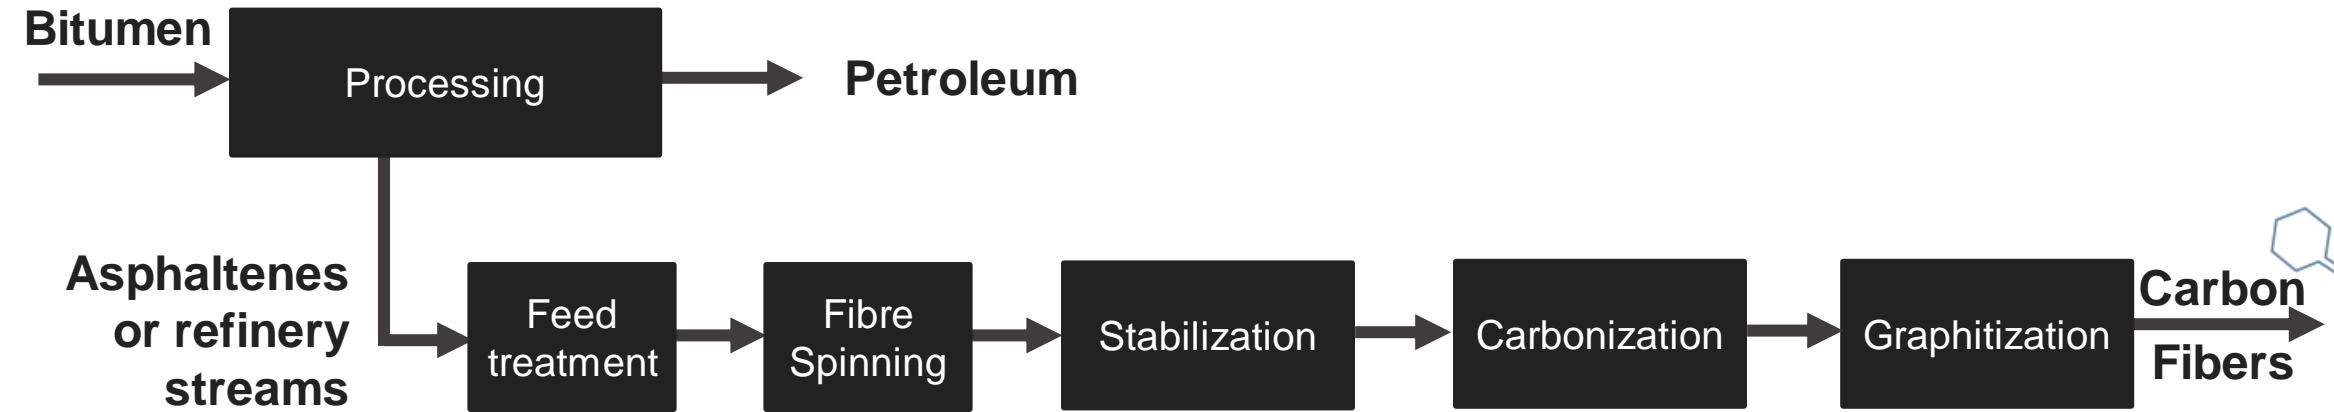 Bitumen
Processing
Petroleum
Asphaltenes
or refinery
streams
Feed
treatment
Fibre
Spinning
Stabilization
Carbonization
Graphitization
Carbon
Fibers